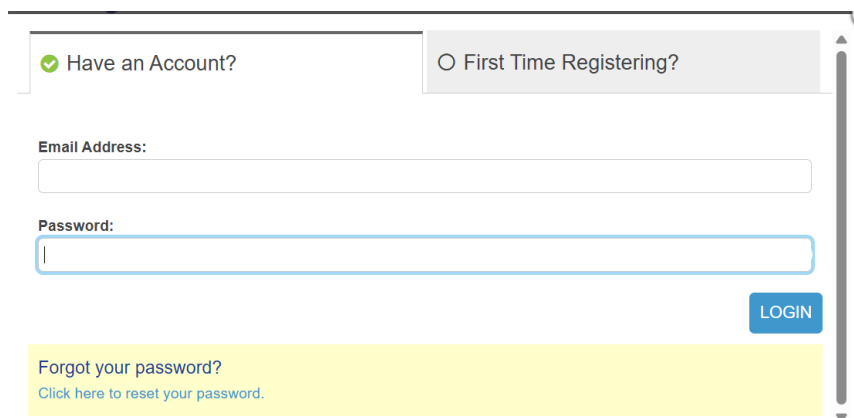 Have an Account?
First Time Registering?
Email Address:
Password:
LOGIN
Forgot your password?
Click here to reset your password.